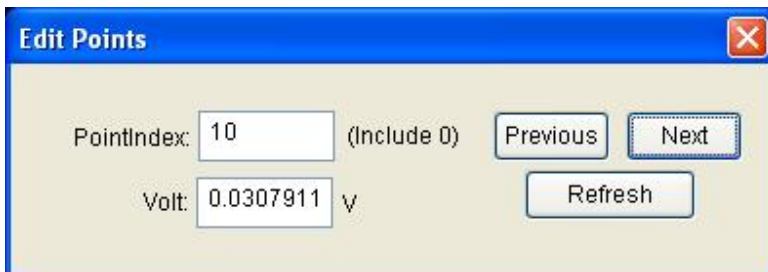 Edit Points
PointIndex: 10 (Include 0) Previous Next
Volt: 0.0307911 V Refresh